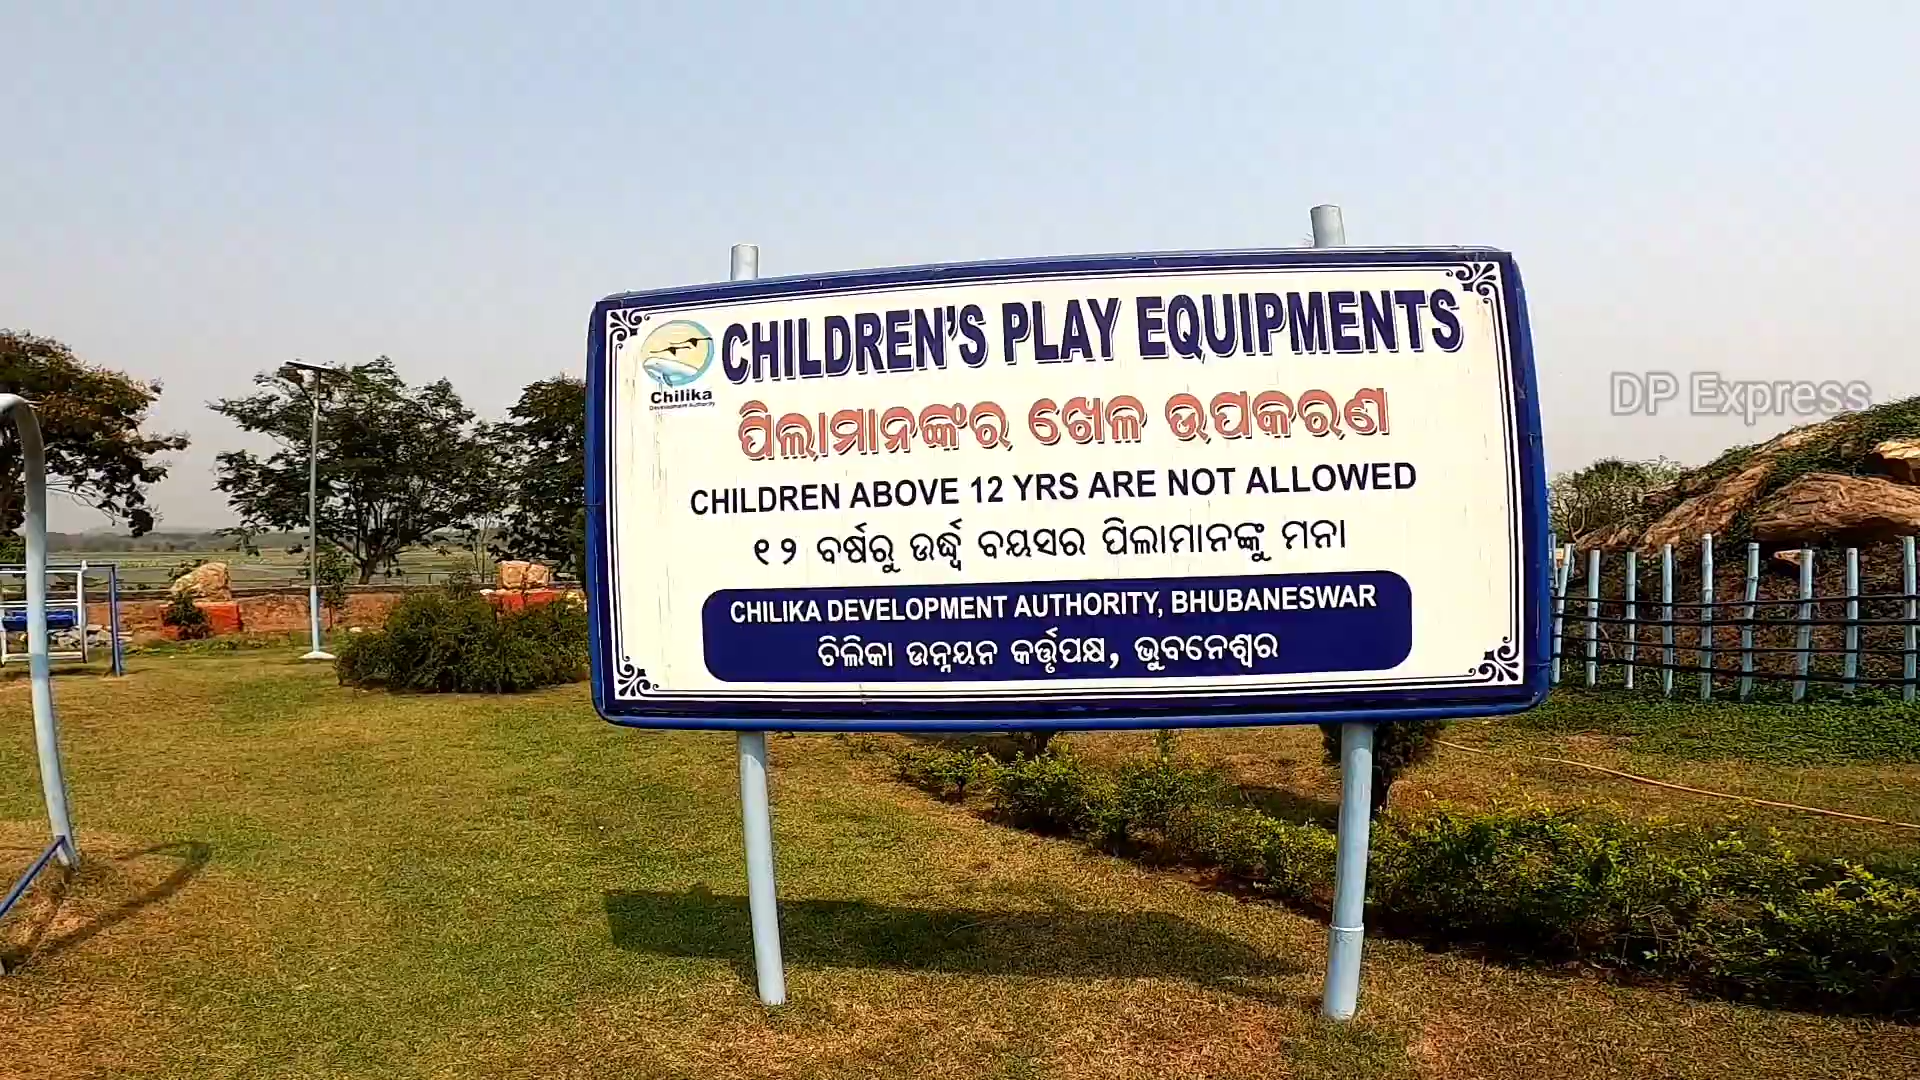 CHILDREN'S PLAY EQUIPMENTS
Chilika
Development Authority
ପିଲାମାନଙ୍କର ଖେଳ ଉପକରଣ
CHILDREN ABOVE 12 YRS ARE NOT ALLOWED
୧୨ ବର୍ଷରୁ ଉର୍ଦ୍ଧ୍ୱ ବୟସର ପିଲାମାନଙ୍କୁ ମନା
CHILIKA DEVELOPMENT AUTHORITY, BHUBANESWAR
ଚିଲିକା ଉନ୍ନୟନ କର୍ତ୍ତୃପକ୍ଷ, ଭୁବନେଶ୍ୱର
DP Express